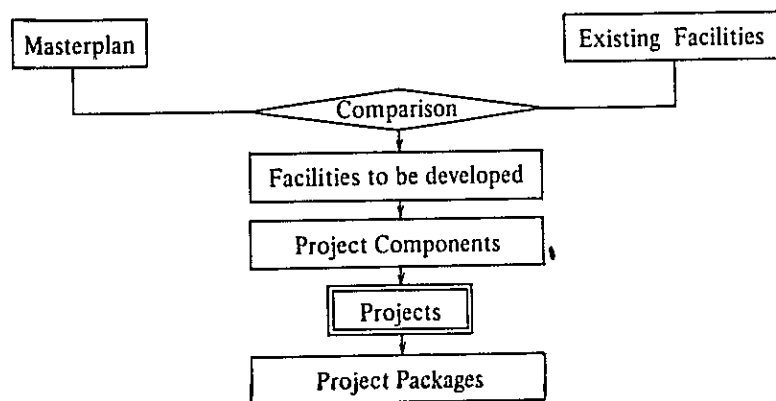 Masterplan
Existing Facilities
Comparison
Facilities to be developed
Project Components
Projects
Project Packages